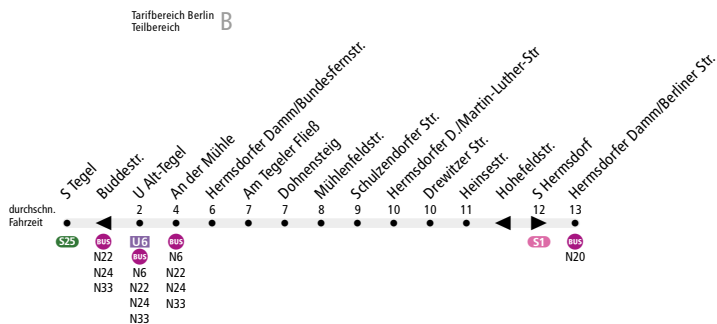 Tarifbereich Berlin
Teilbereich
B
S Tegel
Buddestr.
U Alt-Tegel
An der Mühle
Hermsdorfer Damm/Bundesfernstr.
Am Tegeler Fließ
Dohnensteig
Mühlenfeldstr.
Schulzendorfer Str.
Hermsdorfer D./Martin-Luther-Str
Drewitzer Str.
Heinsestr.
Hohefeldstr.
S Hermsdorf
Hermsdorfer Damm/Berliner Str.
durchschn.
Fahrzeit
2 4 6 7 7 8 9 10 10 11 12 13
S25 BUS U6 BUS S1 BUS
N22 BUS N6 N20
N24 N6 N22
N33 N22 N24
N24 N33
N33